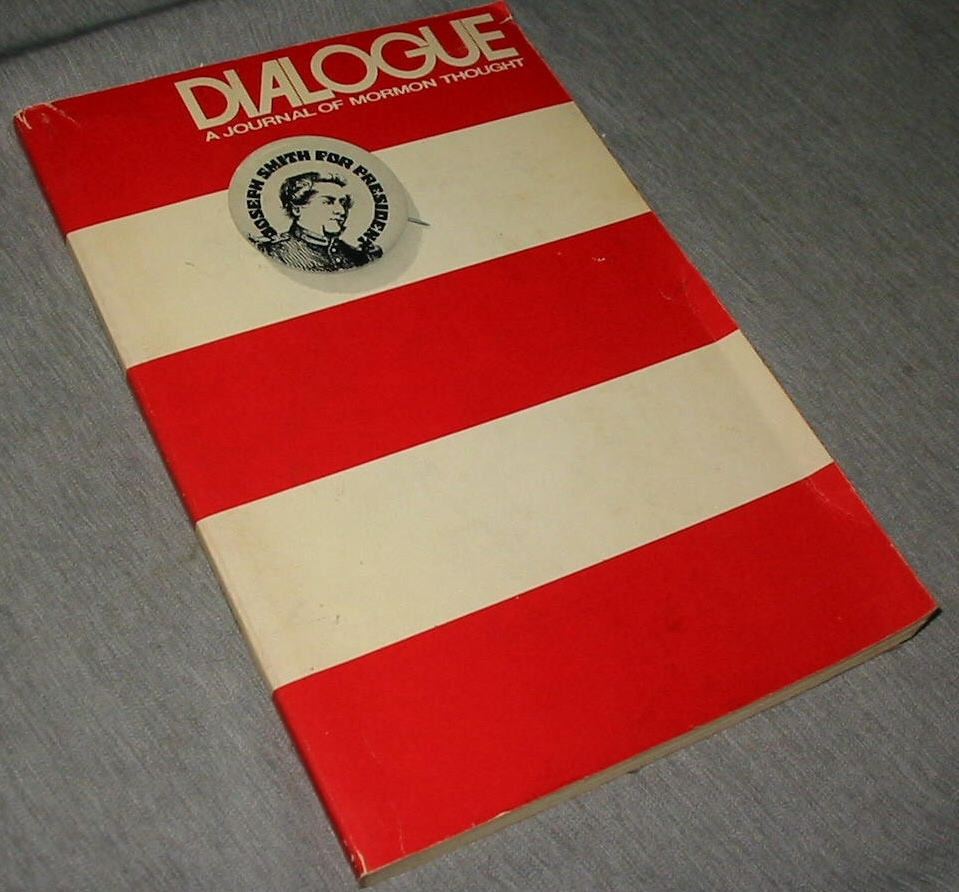 DIALOGUE
A JOURNAL OF MORMON THOUGHT
JOSEPH SMITH FOR PRESIDENT